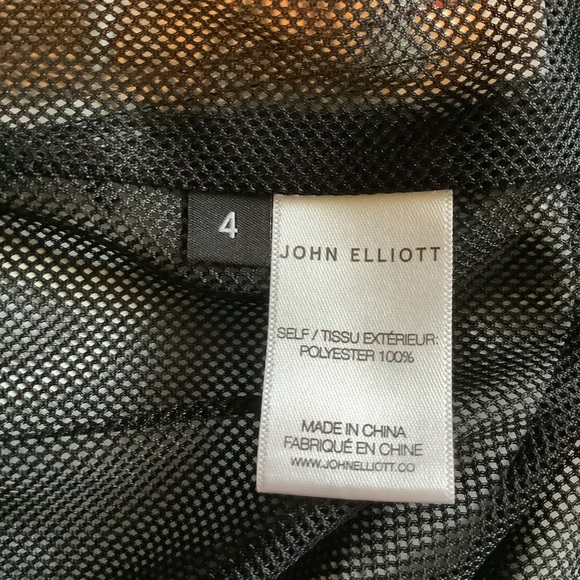 4
JOHN ELLIOTT
SELF / TISSU EXTÉRIEUR:
POLYESTER 100%
MADE IN CHINA
FABRIQUÉ EN CHINE
WWW.JOHNELLIOTT.CO